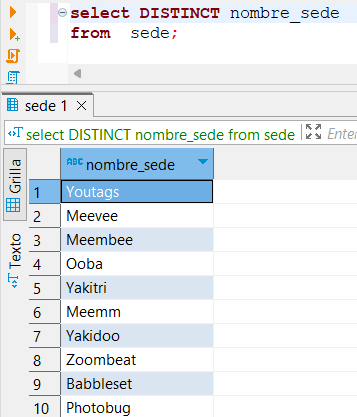 select DISTINCT nombre_sede
from sede;
sede 1
select DISTINCT nombre_sede from sede
Enter
Grilla
Texto
ABC nombre_sede
1 Youtags
2 Meevee
3 Meembee
4 Ooba
5 Yakitri
6 Meemm
7 Yakidoo
8 Zoombeat
9 Babbleset
10 Photobug